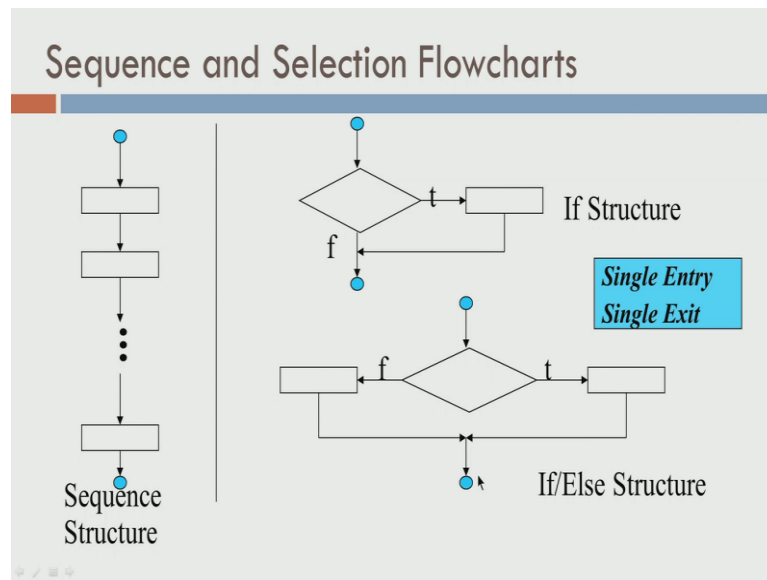 Sequence and Selection Flowcharts
t
If Structure
f
Single Entry
Single Exit
f
t
If/Else Structure
Sequence
Structure